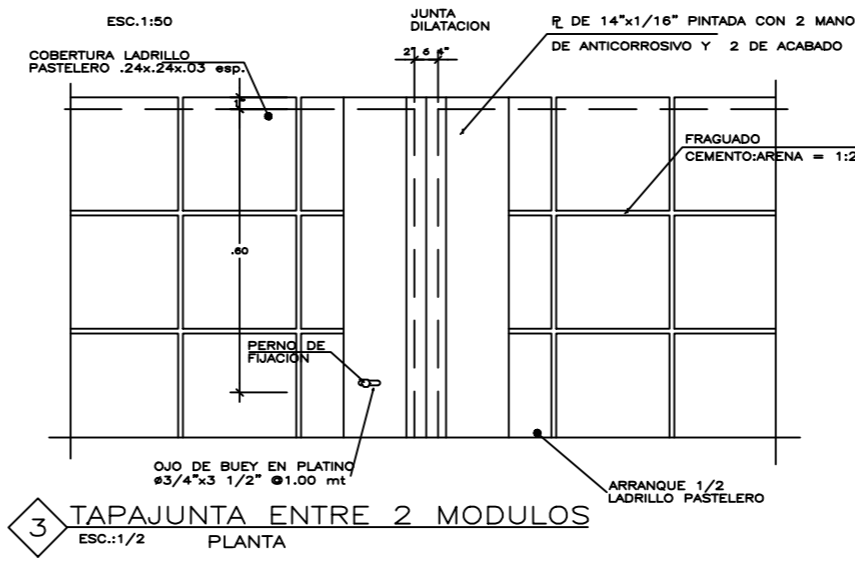 ESC.1:50
JUNTA
DILATACION
PL DE 14"x1/16" PINTADA CON 2 MANO
DE ANTICORROSIVO Y 2 DE ACABADO
COBERTURA LADRILLO
PASTELERO .24x.24x.03 esp.
2" 6 4"
1"
FRAGUADO
CEMENTO:ARENA = 1:2
.60
PERNO DE
FIJACION
OJO DE BUEY EN PLATINO
ø3/4"x3 1/2" @1.00 mt
ARRANQUE 1/2
LADRILLO PASTELERO
3 TAPAJUNTA ENTRE 2 MODULOS
ESC.:1/2 PLANTA